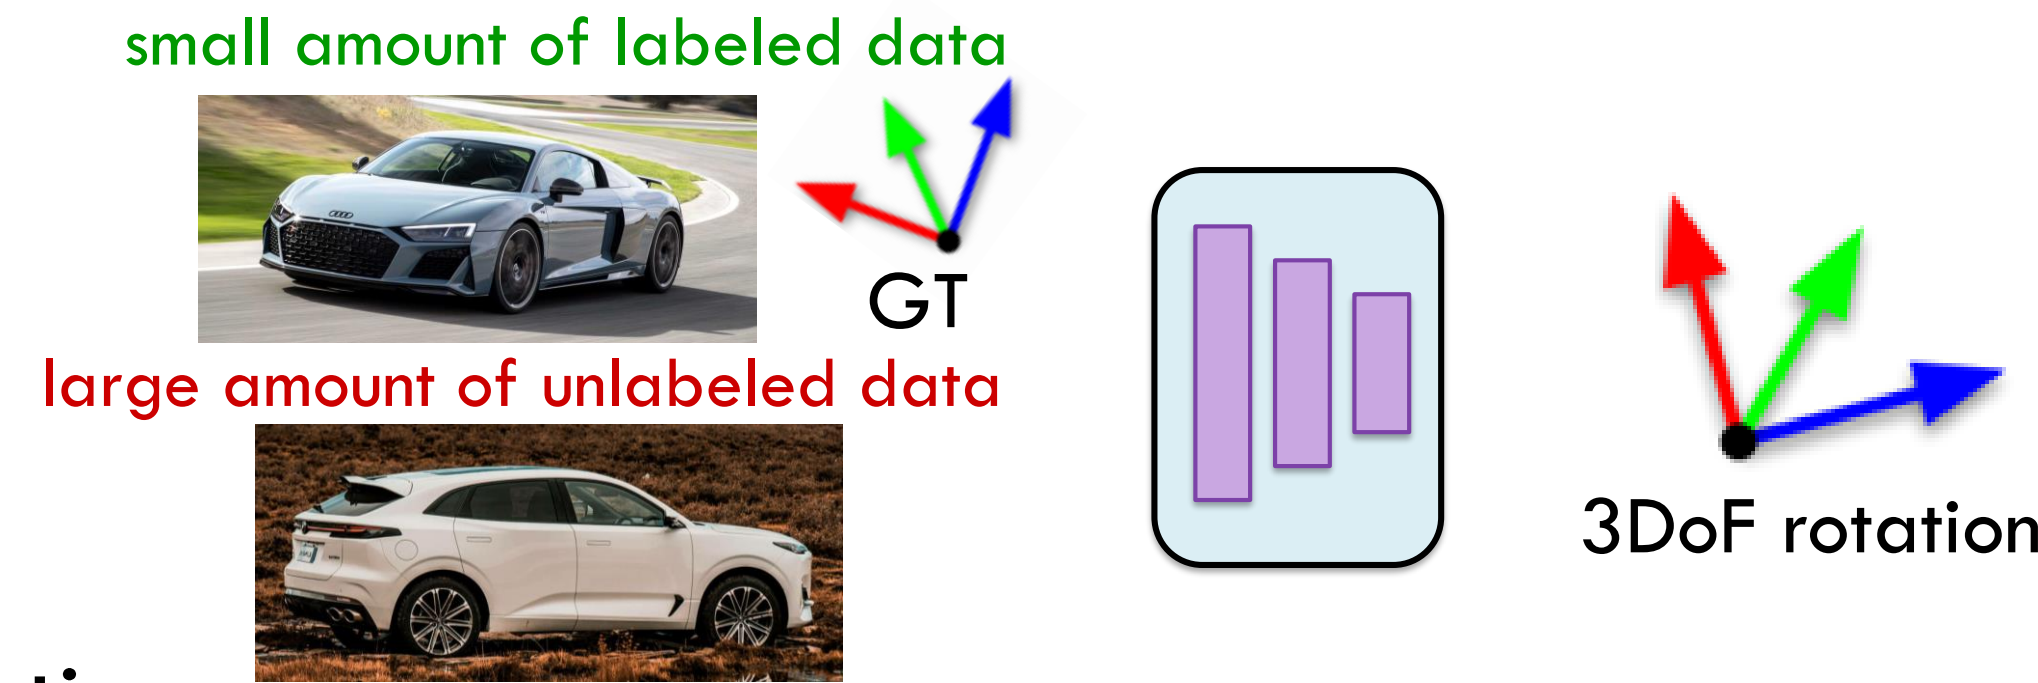 small amount of labeled data
GT
large amount of unlabeled data
3DoF rotation